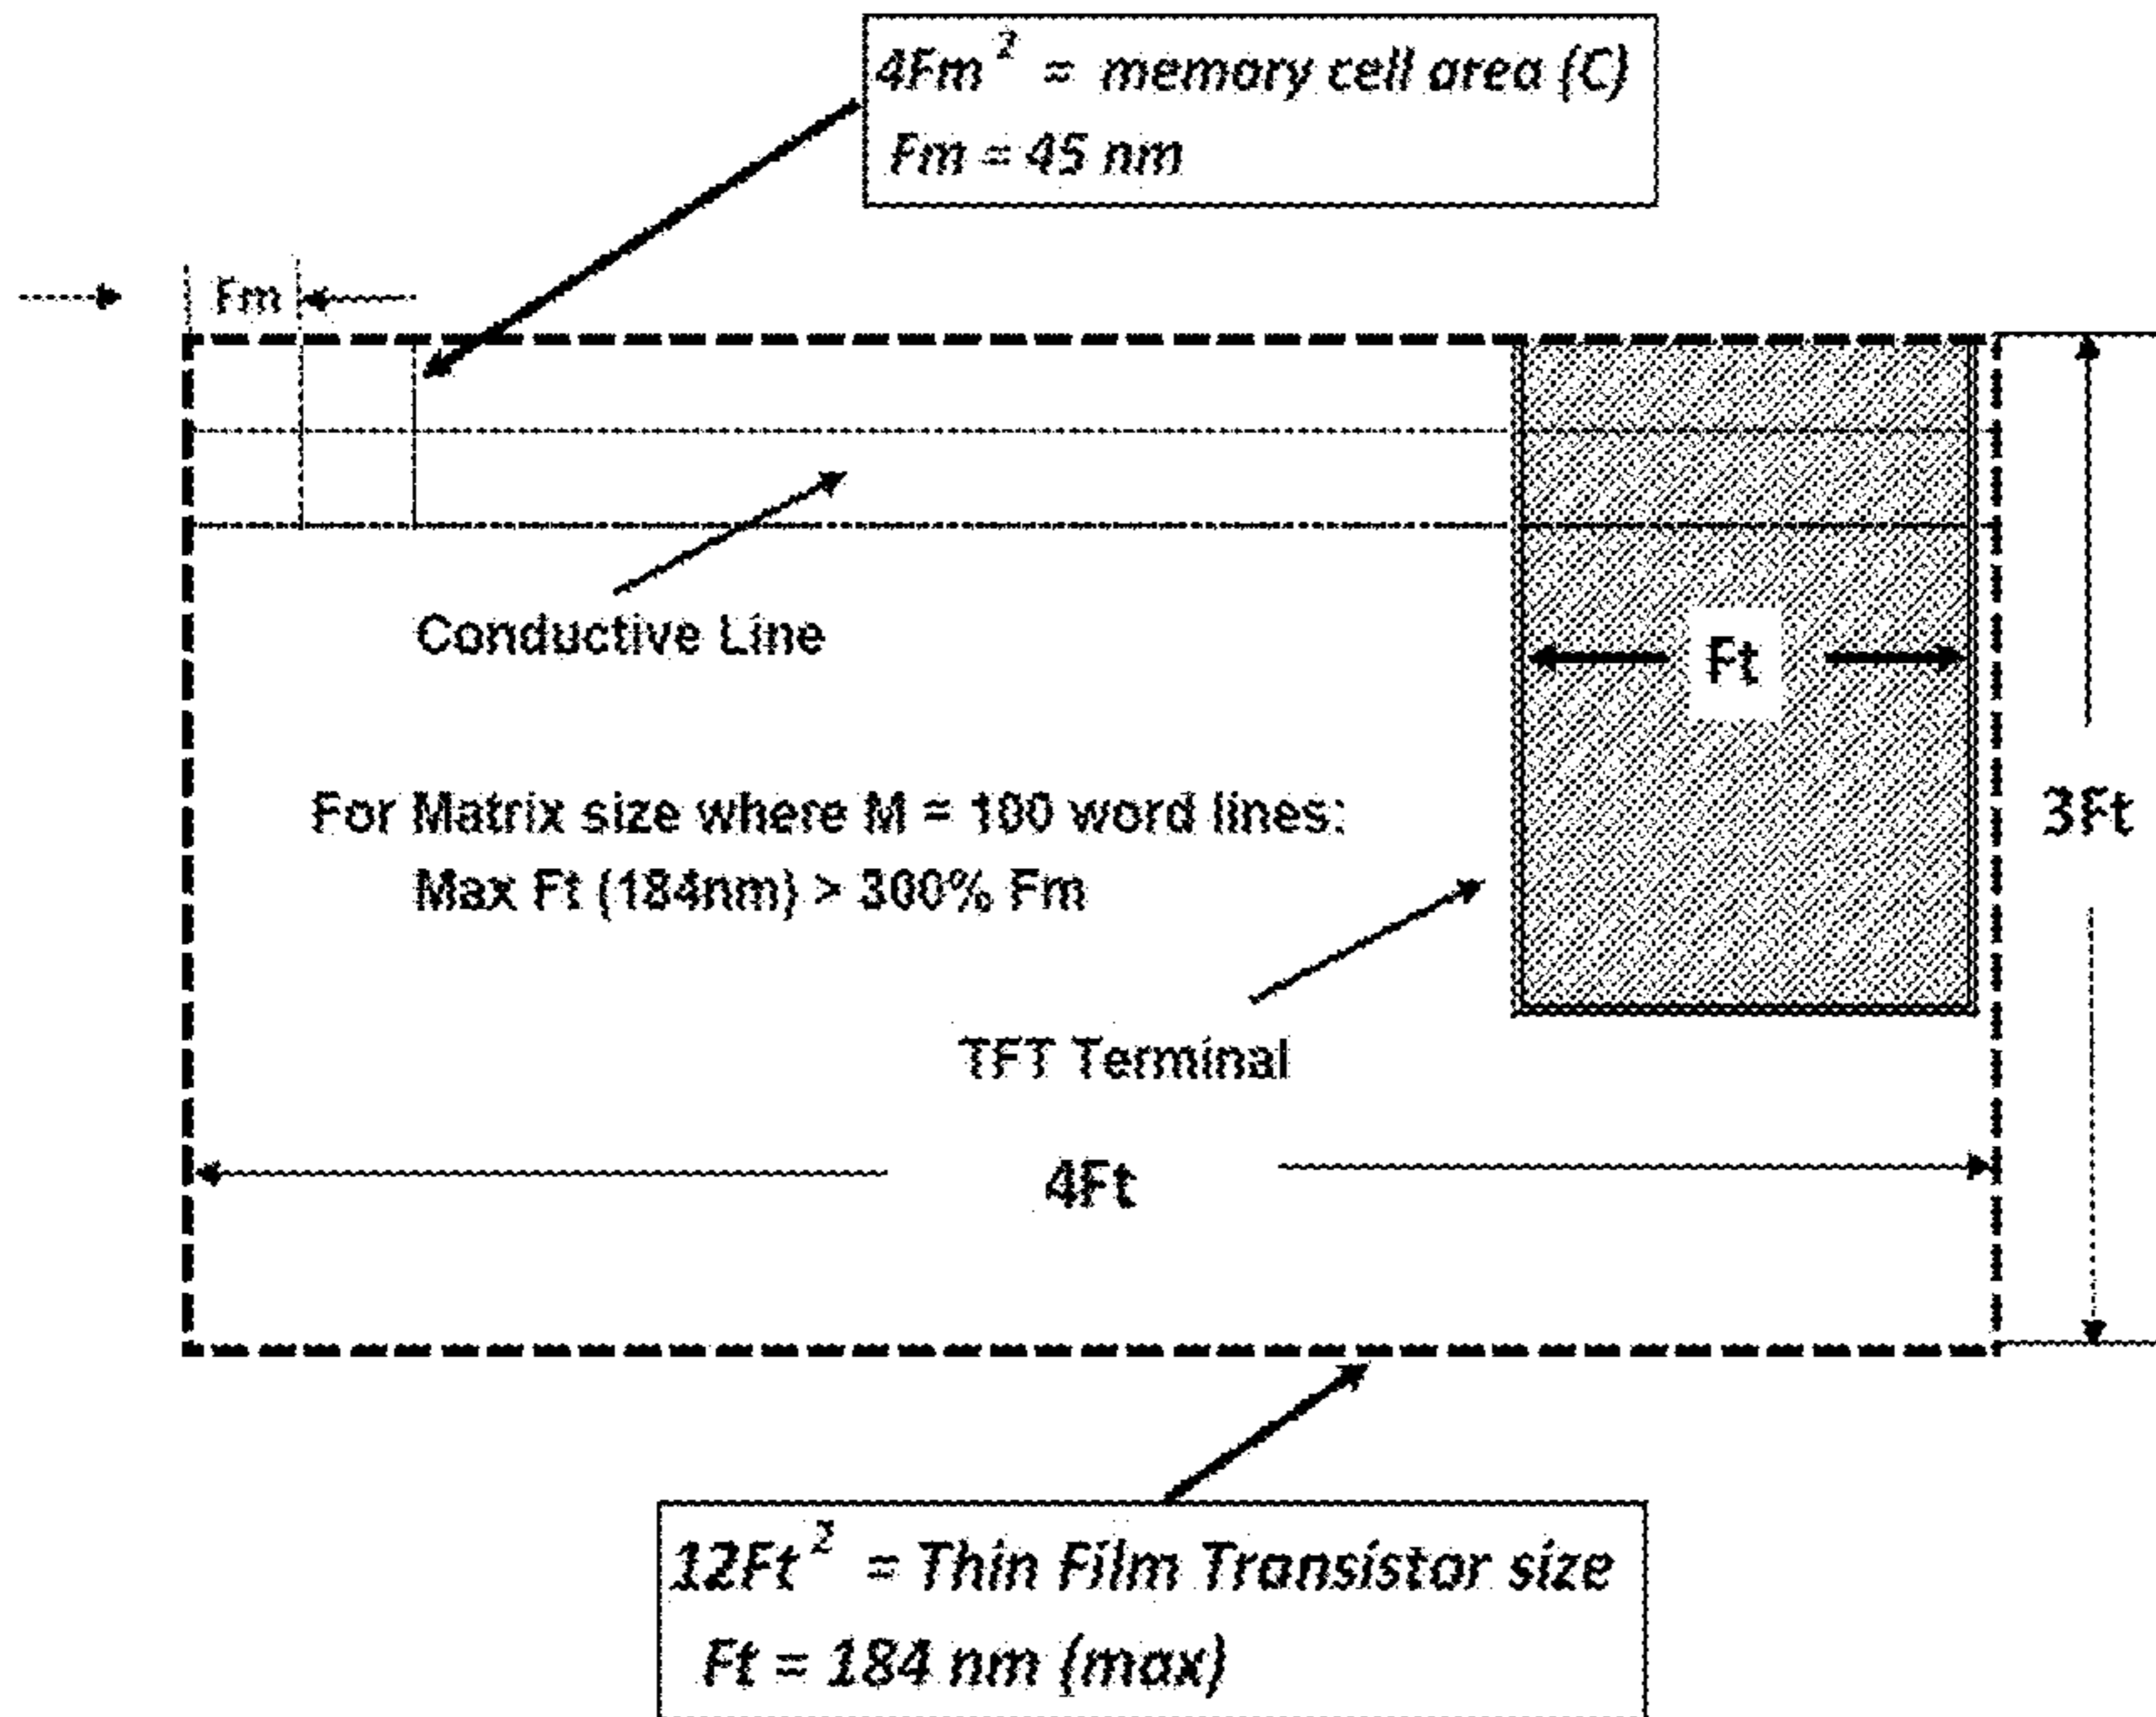 4Fm² = memory cell area (C)
Fm = 45 nm
Fm
Conductive Line
Ft
For Matrix size where M = 100 word lines:
Max Ft (184nm) > 300% Fm
3Ft
TFT Terminal
4Ft
12Ft² = Thin Film Transistor size
Ft = 184 nm (max)